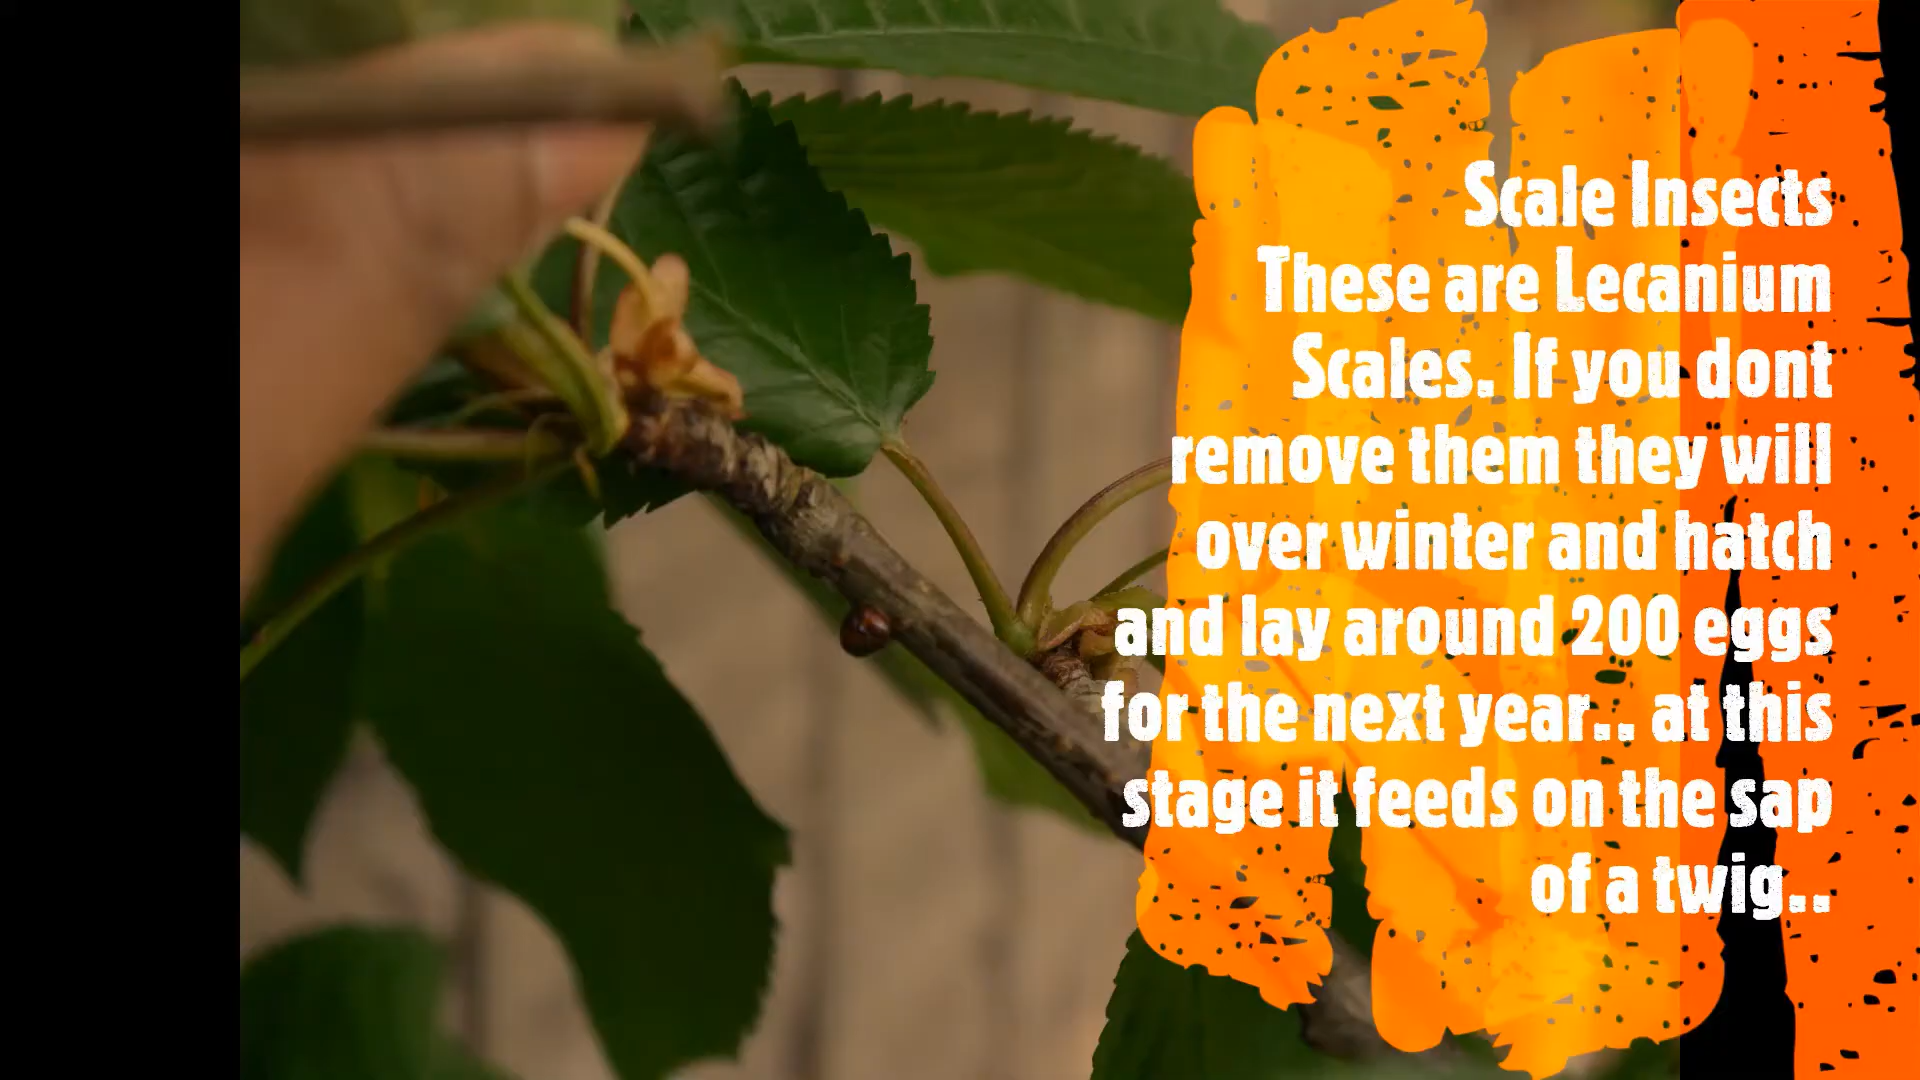 Scale Insects
These are Lecanium
Scales. If you dont
remove them they will
over winter and hatch
and lay around 200 eggs
for the next year.. at this
stage it feeds on the sap
of a twig..